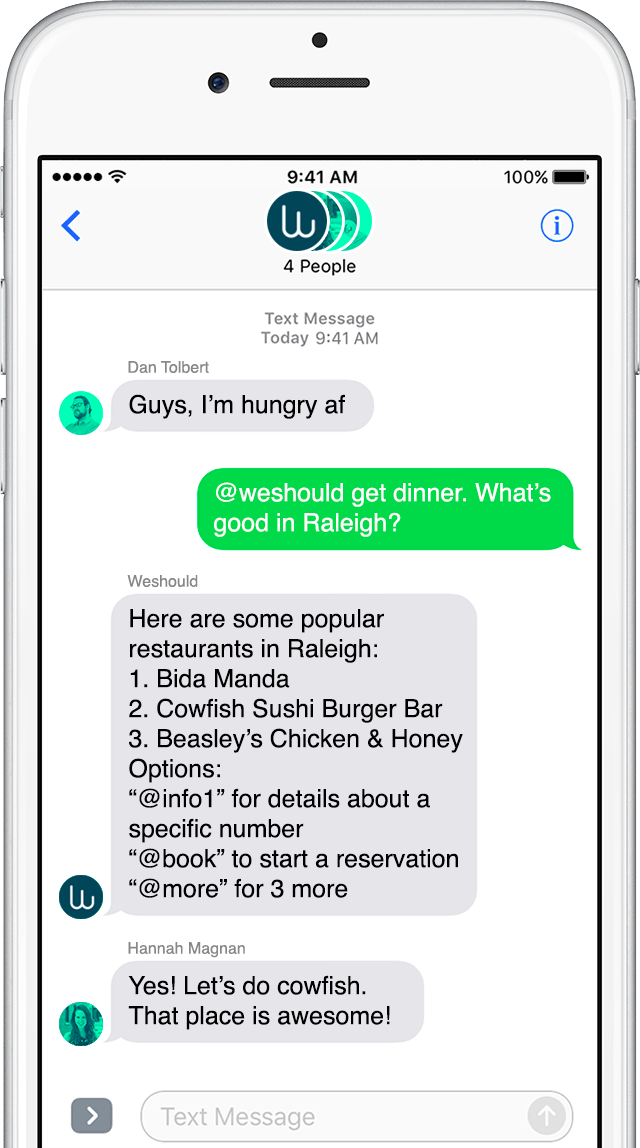 9:41 AM
100%
4 People
Text Message
Today 9:41 AM
Dan Tolbert
Guys, I’m hungry af
@weshould get dinner. What’s
good in Raleigh?
Weshould
Here are some popular
restaurants in Raleigh:
1. Bida Manda
2. Cowfish Sushi Burger Bar
3. Beasley’s Chicken & Honey
Options:
“@info1” for details about a
specific number
“@book” to start a reservation
“@more” for 3 more
Hannah Magnan
Yes! Let’s do cowfish.
That place is awesome!
Text Message